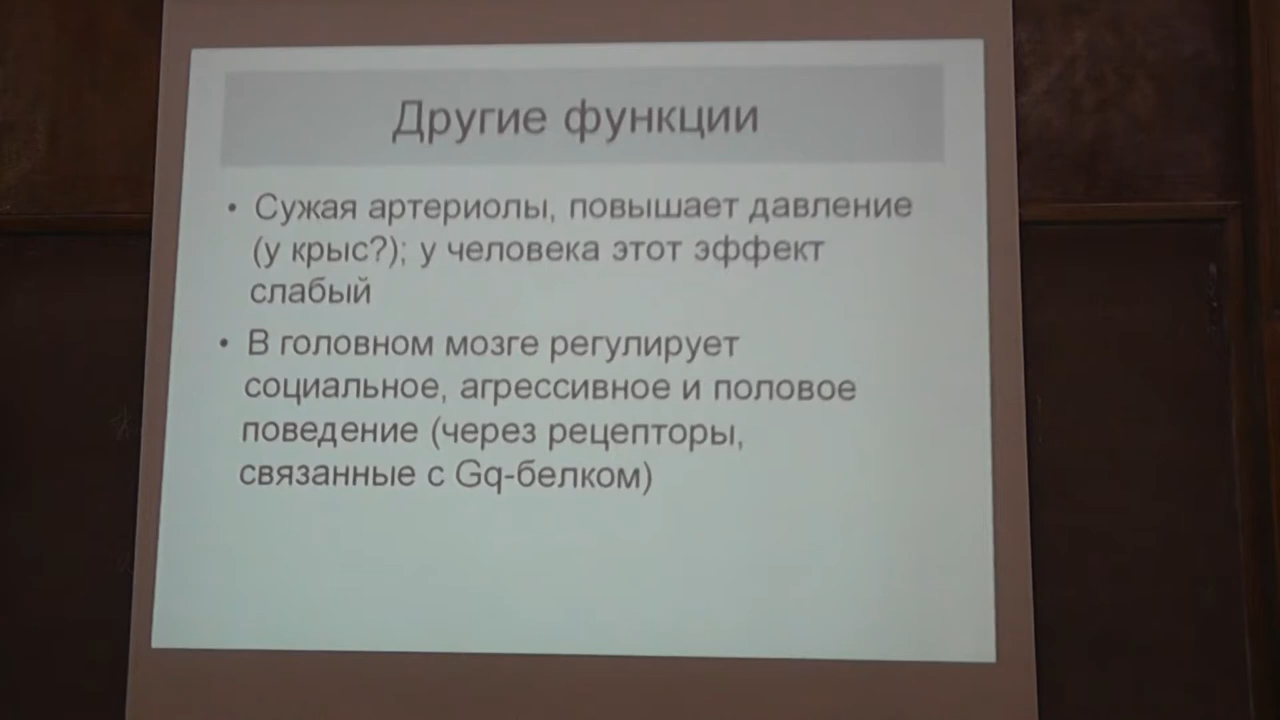 Другие функции
• Сужая артериолы, повышает давление
(у крыс?); у человека этот эффект
слабый
• В головном мозге регулирует
социальное, агрессивное и половое
поведение (через рецепторы,
связанные с Gq-белком)